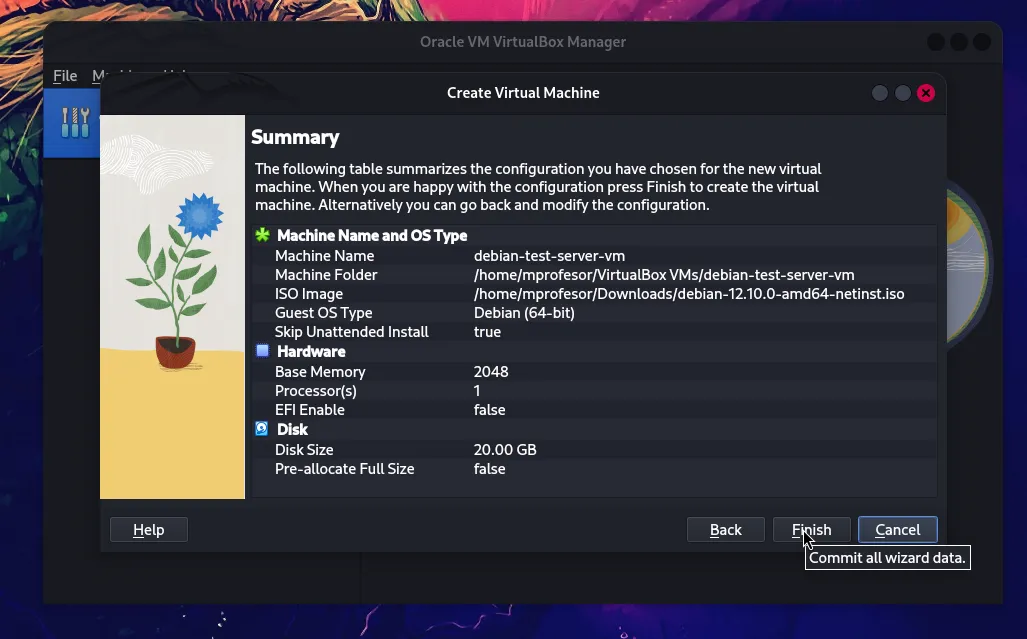 Oracle VM VirtualBox Manager
File
Create Virtual Machine
Summary
The following table summarizes the configuration you have chosen for the new virtual
machine. When you are happy with the configuration press Finish to create the virtual
machine. Alternatively you can go back and modify the configuration.
Machine Name and OS Type
Machine Name debian-test-server-vm
Machine Folder /home/mprofesor/VirtualBox VMs/debian-test-server-vm
ISO Image /home/mprofesor/Downloads/debian-12.10.0-amd64-netinst.iso
Guest OS Type Debian (64-bit)
Skip Unattended Install true
Hardware
Base Memory 2048
Processor(s) 1
EFI Enable false
Disk
Disk Size 20.00 GB
Pre-allocate Full Size false
Help Back Finish Cancel
Commit all wizard data.